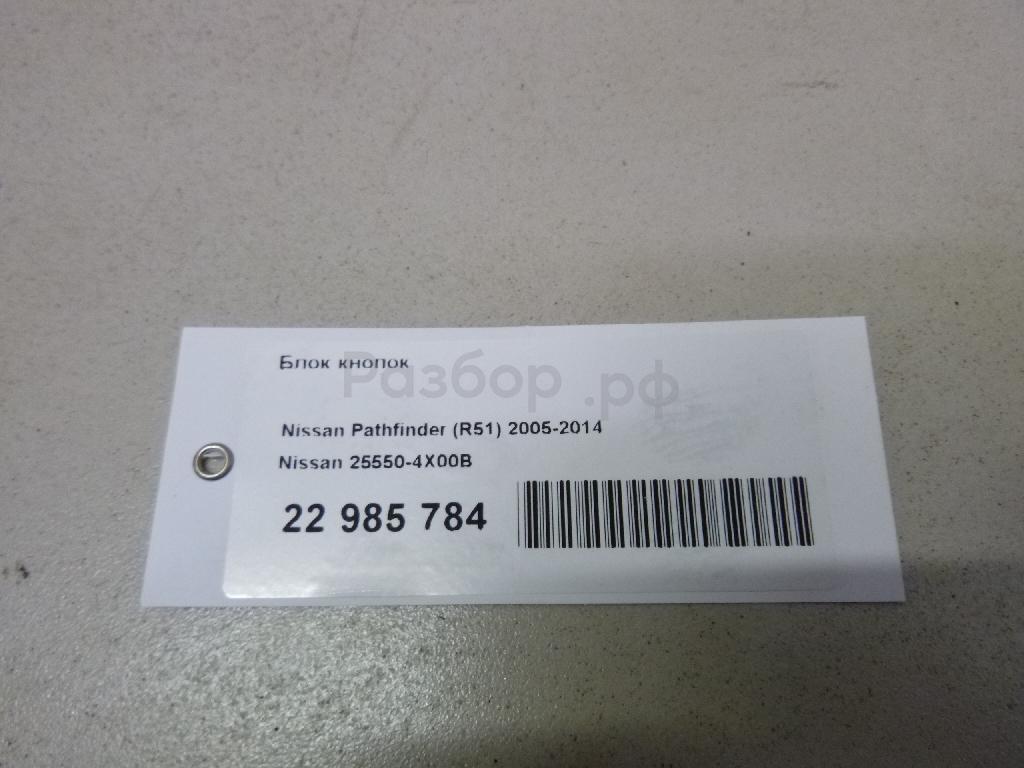 Блок кнопок
Разбор.рф
Nissan Pathfinder (R51) 2005-2014
Nissan 25550-4X00B
22 985 784